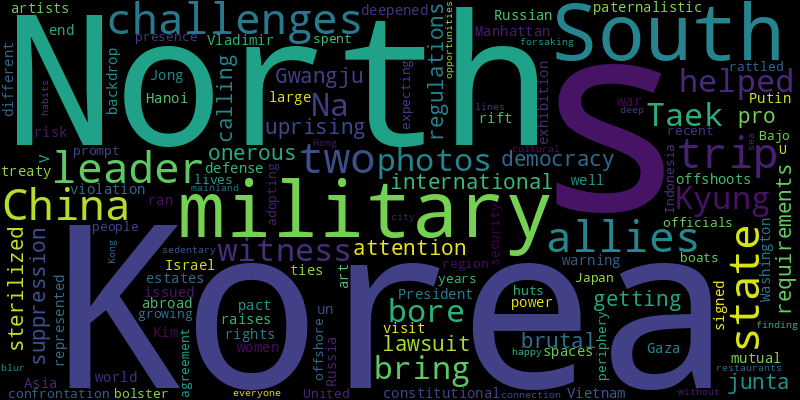 artists
challenges
deepened
paternalistic
Russian
North
South
end
presence
Vladimir
spent
Manhattan
forsaking
different
backdrop
Jong
Hanoi
calling
Gwangju
large
Na
uprising
expecting
regulations
opportunities
exhibition
S
helped
rattled
Putin
war
deep
Taek
pro
risk
habits
prompt
onerous
two
photos
rift
lines
democracy
cultural
Hong
trip
recent
Bajo
u
sea
treaty
V
leader
defense
lives
violation
mainland
adopting
international
well
Indonesia
offshoots
requirements
China
ran
military
city
Kyung
officials
sterilized
suppression
people
Kong
sedentary
witness
attention
security
region
allies
warning
state
Washington
boats
represented
Israel
ties
estates
issued
abroad
growing
Kim
art
years
President
huts
power
Japan
getting
signed
finding
Korea
pact
raises
rights
women
agreement
offshore
un
Russia
bore
visit
lawsuit
brutal
spaces
periphery
Gaza
mutual
blur
Asia
world
confrontation
bolster
everyone
United
bring
constitutional
happy
connection
Vietnam
without
restaurants
junta